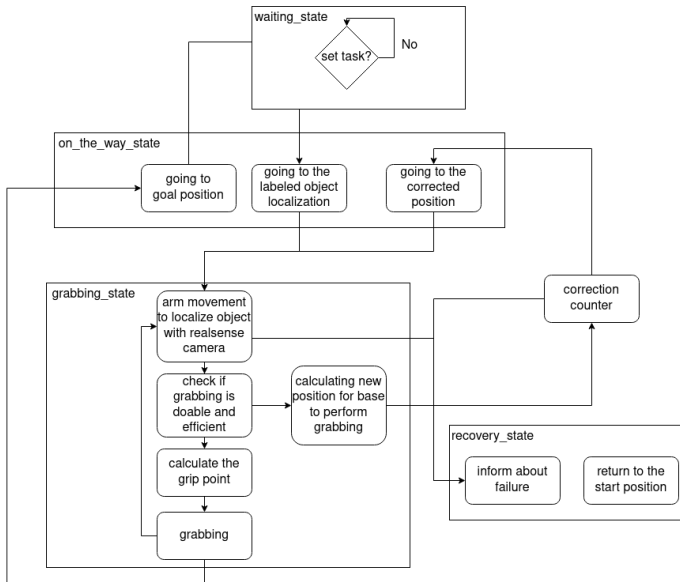 waiting_state
set task?
No
on_the_way_state
going to
goal position
going to the
labeled object
localization
going to the
corrected
position
grabbing_state
arm movement
to localize object
with realsense
camera
correction
counter
check if
grabbing is
doable and
efficient
calculating new
position for base
to perform
grabbing
recovery_state
calculate the
grip point
inform about
failure
return to the
start position
grabbing